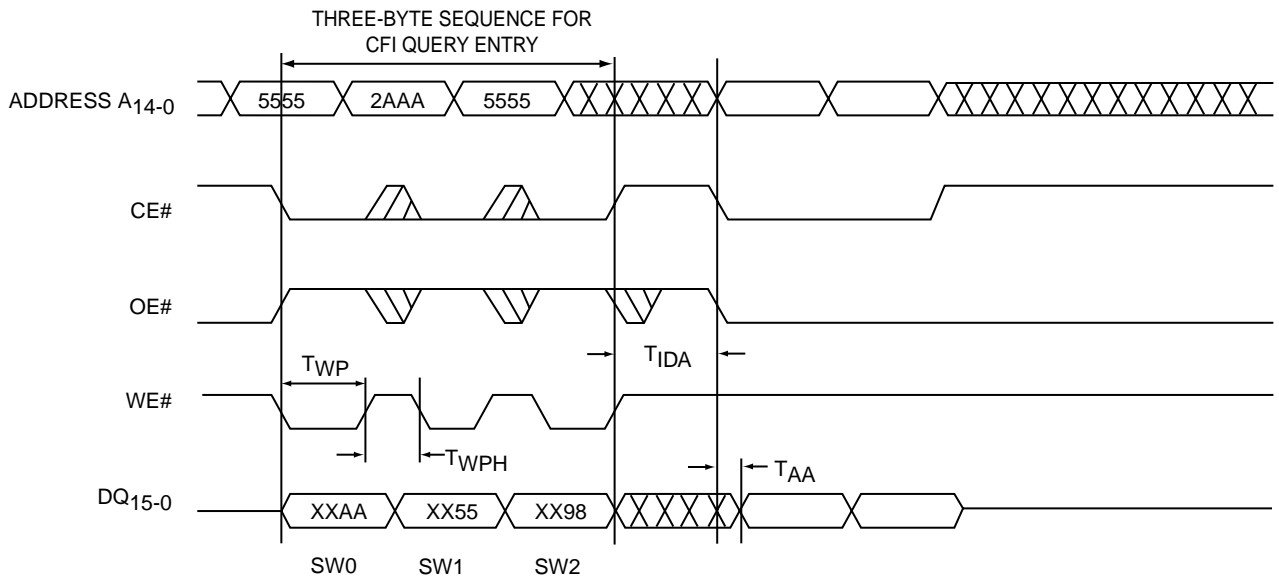 THREE-BYTE SEQUENCE FOR
CFI QUERY ENTRY
ADDRESS A14-0
5555 2AAA 5555
CE#
OE#
TIDA
TWP
WE#
TWPH
TAA
DQ15-0
XXAA XX55 XX98
SW0 SW1 SW2